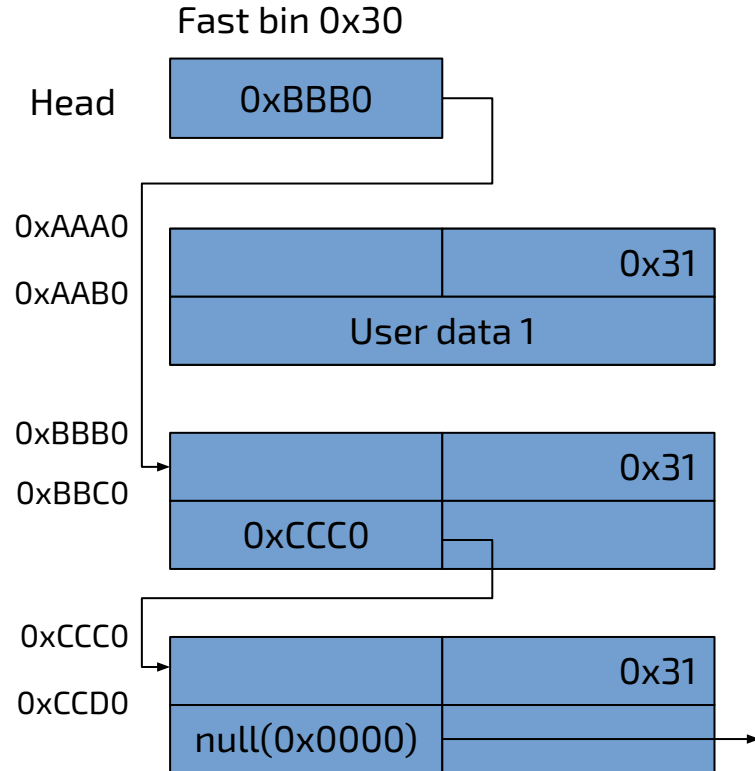 Fast bin 0x30
Head
0xBBB0
0xAAA0
0x31
0xAAB0
User data 1
0xBBB0
0x31
0xBBC0
0xCCC0
0xCCC0
0x31
0xCCD0
null(0x0000)